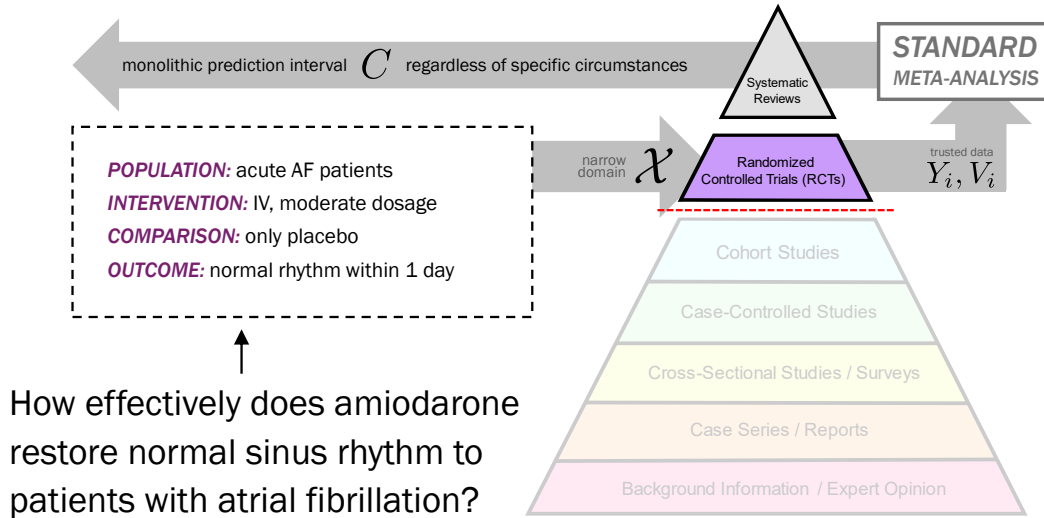 monolithic prediction interval C regardless of specific circumstances
STANDARD
META-ANALYSIS
Systematic
Reviews
POPULATION: acute AF patients
INTERVENTION: IV, moderate dosage
COMPARISON: only placebo
OUTCOME: normal rhythm within 1 day
narrow
domain
𝒳
Randomized
Controlled Trials (RCTs)
trusted data
Y_i, V_i
Cohort Studies
Case-Controlled Studies
Cross-Sectional Studies / Surveys
Case Series / Reports
Background Information / Expert Opinion
How effectively does amiodarone
restore normal sinus rhythm to
patients with atrial fibrillation?